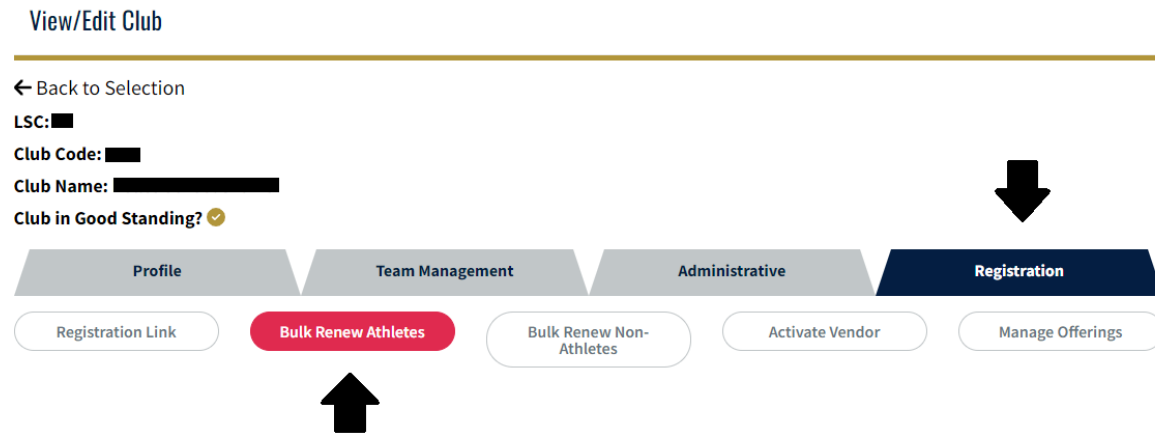 View/Edit Club
Back to Selection
LSC:
Club Code:
Club Name:
Club in Good Standing?
Profile
Team Management
Administrative
Registration
Registration Link
Bulk Renew Athletes
Bulk Renew Non-
Athletes
Activate Vendor
Manage Offerings